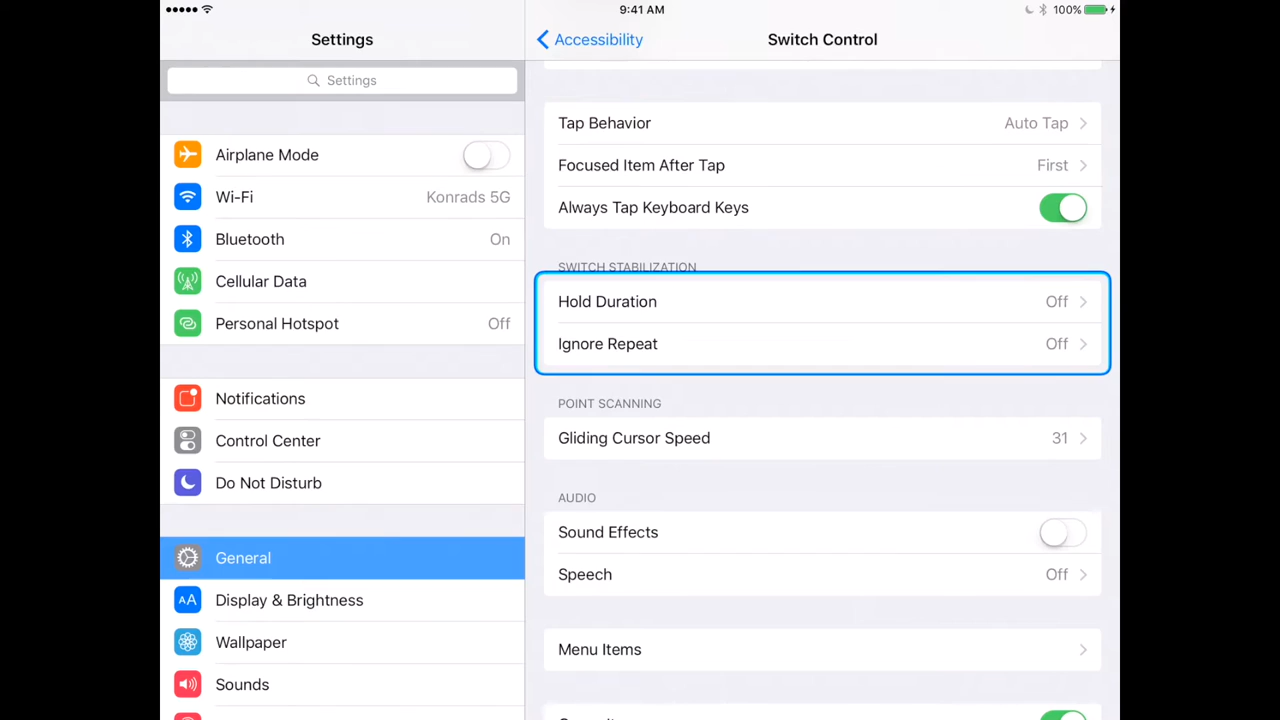 9:41 AM
100%
Settings
Settings
Airplane Mode
Wi-Fi Konrads 5G
Bluetooth On
Cellular Data
Personal Hotspot Off
Notifications
Control Center
Do Not Disturb
General
Display & Brightness
Wallpaper
Sounds
Accessibility
Switch Control
Tap Behavior Auto Tap
Focused Item After Tap First
Always Tap Keyboard Keys
SWITCH STABILIZATION
Hold Duration Off
Ignore Repeat Off
POINT SCANNING
Gliding Cursor Speed 31
AUDIO
Sound Effects
Speech Off
Menu Items